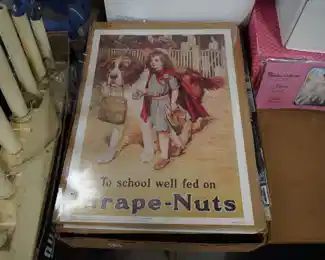 To school well fed on
Grape-Nuts